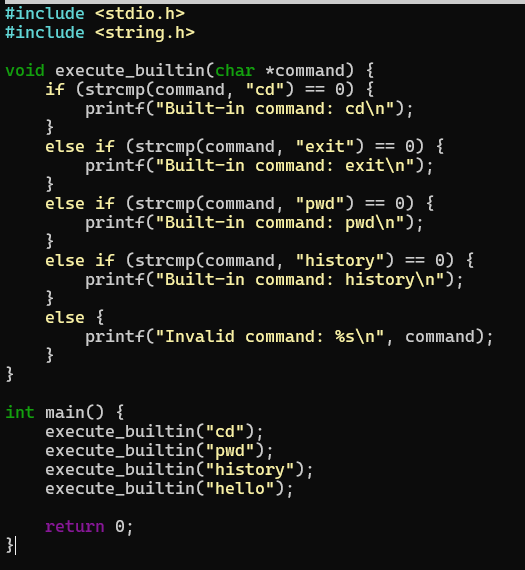 #include <stdio.h>
#include <string.h>

void execute_builtin(char *command) {
    if (strcmp(command, "cd") == 0) {
        printf("Built-in command: cd\n");
    }
    else if (strcmp(command, "exit") == 0) {
        printf("Built-in command: exit\n");
    }
    else if (strcmp(command, "pwd") == 0) {
        printf("Built-in command: pwd\n");
    }
    else if (strcmp(command, "history") == 0) {
        printf("Built-in command: history\n");
    }
    else {
        printf("Invalid command: %s\n", command);
    }
}

int main() {
    execute_builtin("cd");
    execute_builtin("pwd");
    execute_builtin("history");
    execute_builtin("hello");

    return 0;
}